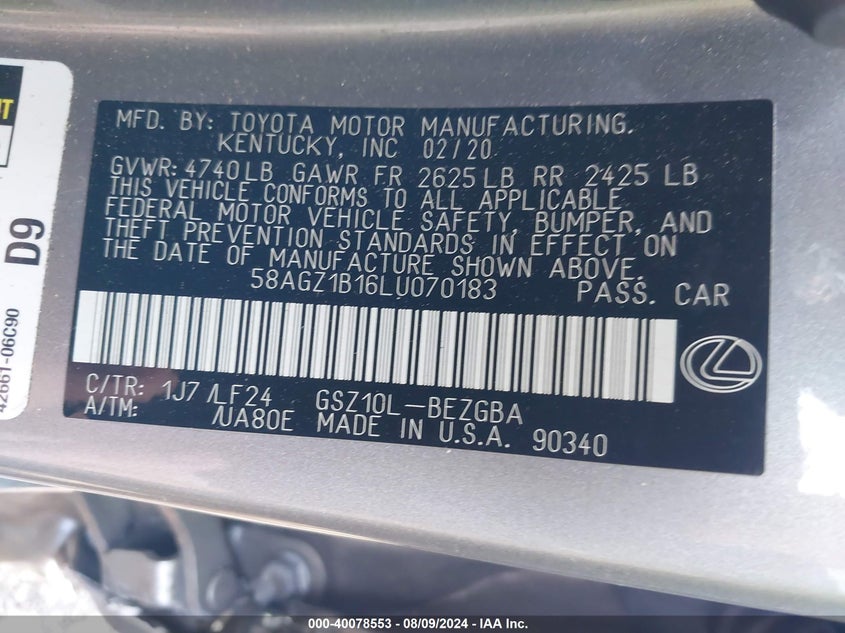 MFD. BY: TOYOTA MOTOR MANUFACTURING.
KENTUCKY, INC 02/20
GVWR: 4740LB GAWR FR 2625LB RR 2425 LB
THIS VEHICLE CONFORMS TO ALL APPLICABLE
FEDERAL MOTOR VEHICLE SAFETY, BUMPER, AND
THEFT PREVENTION STANDARDS IN EFFECT ON
THE DATE OF MANUFACTURE SHOWN ABOVE.
58AGZ1B16LU070183 PASS. CAR
C/TR: 1J7 /LF24 GSZ10L-BEZGBA
A/TM: /UA80E MADE IN U.S.A. 90340
D9
42661-06C90
000-40078553 - 08/09/2024 - IAA Inc.